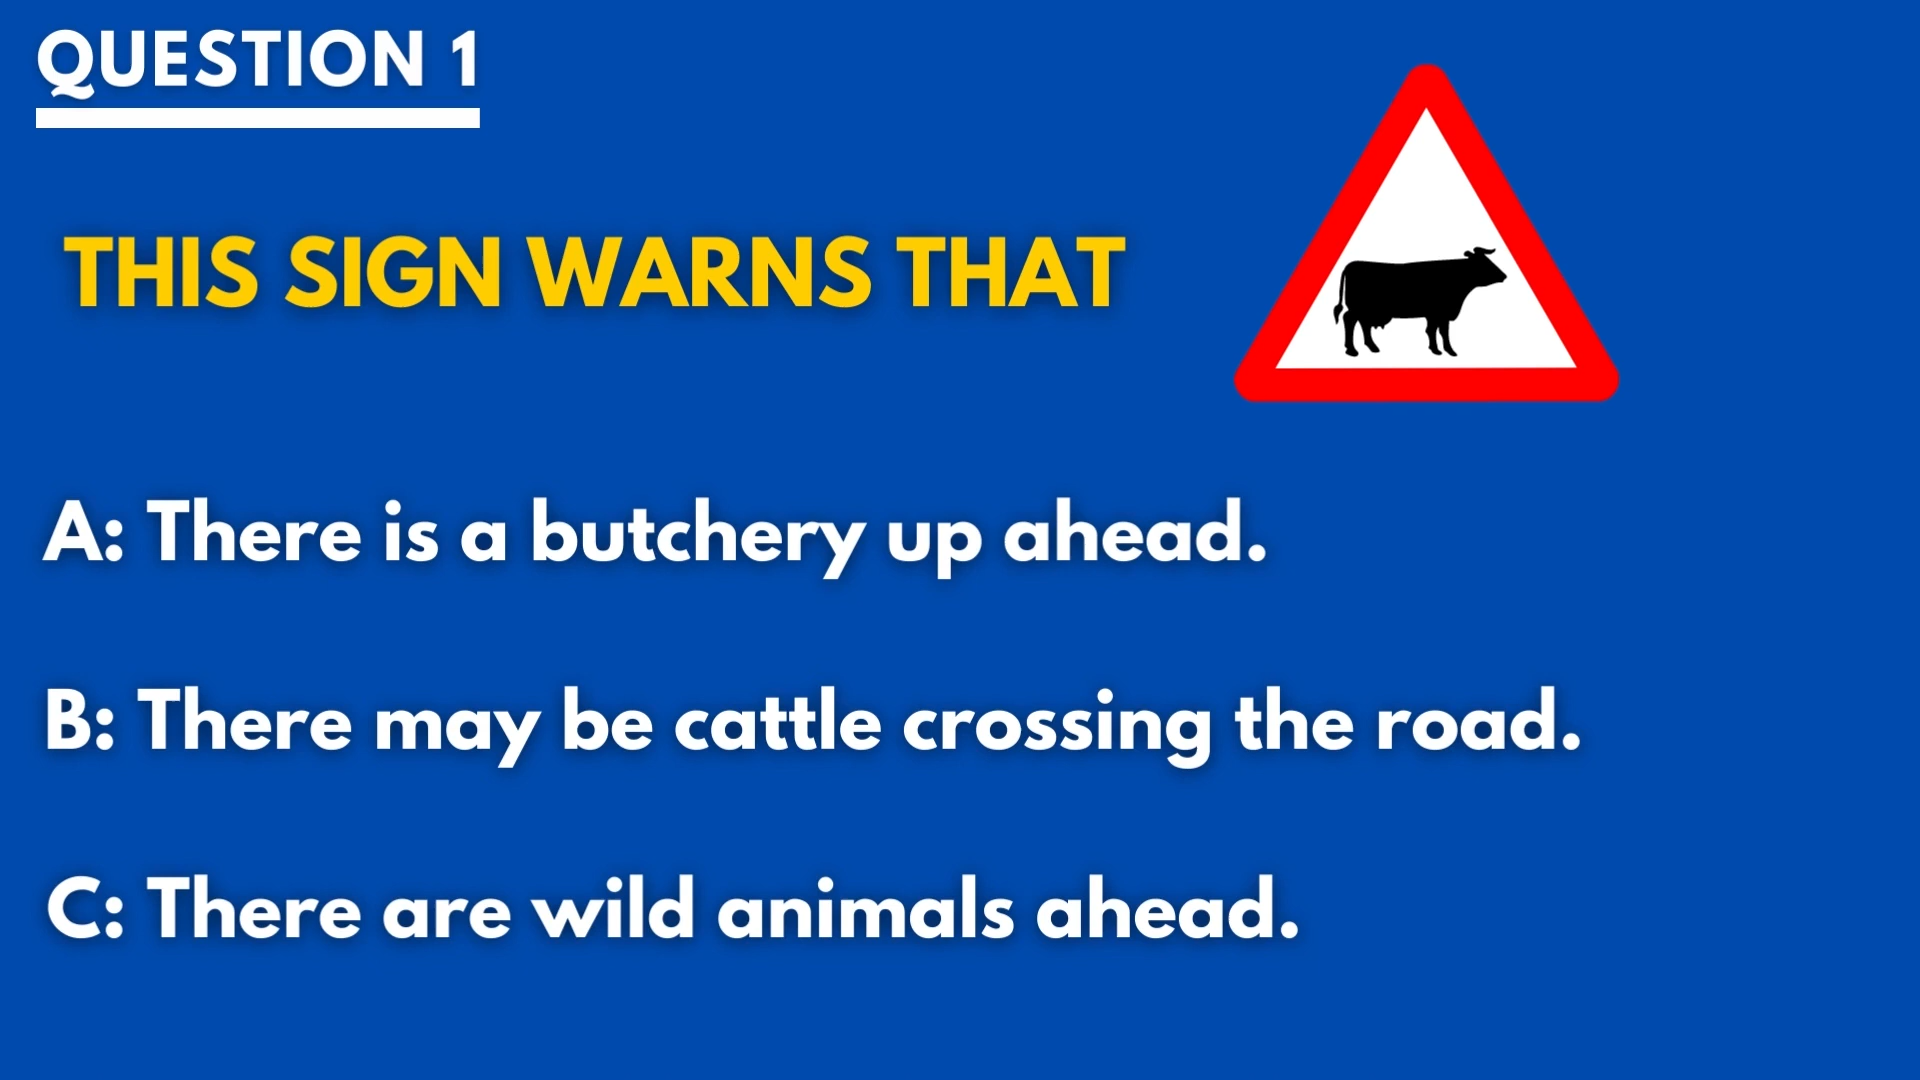 QUESTION 1
THIS SIGN WARNS THAT
A: There is a butchery up ahead.
B: There may be cattle crossing the road.
C: There are wild animals ahead.